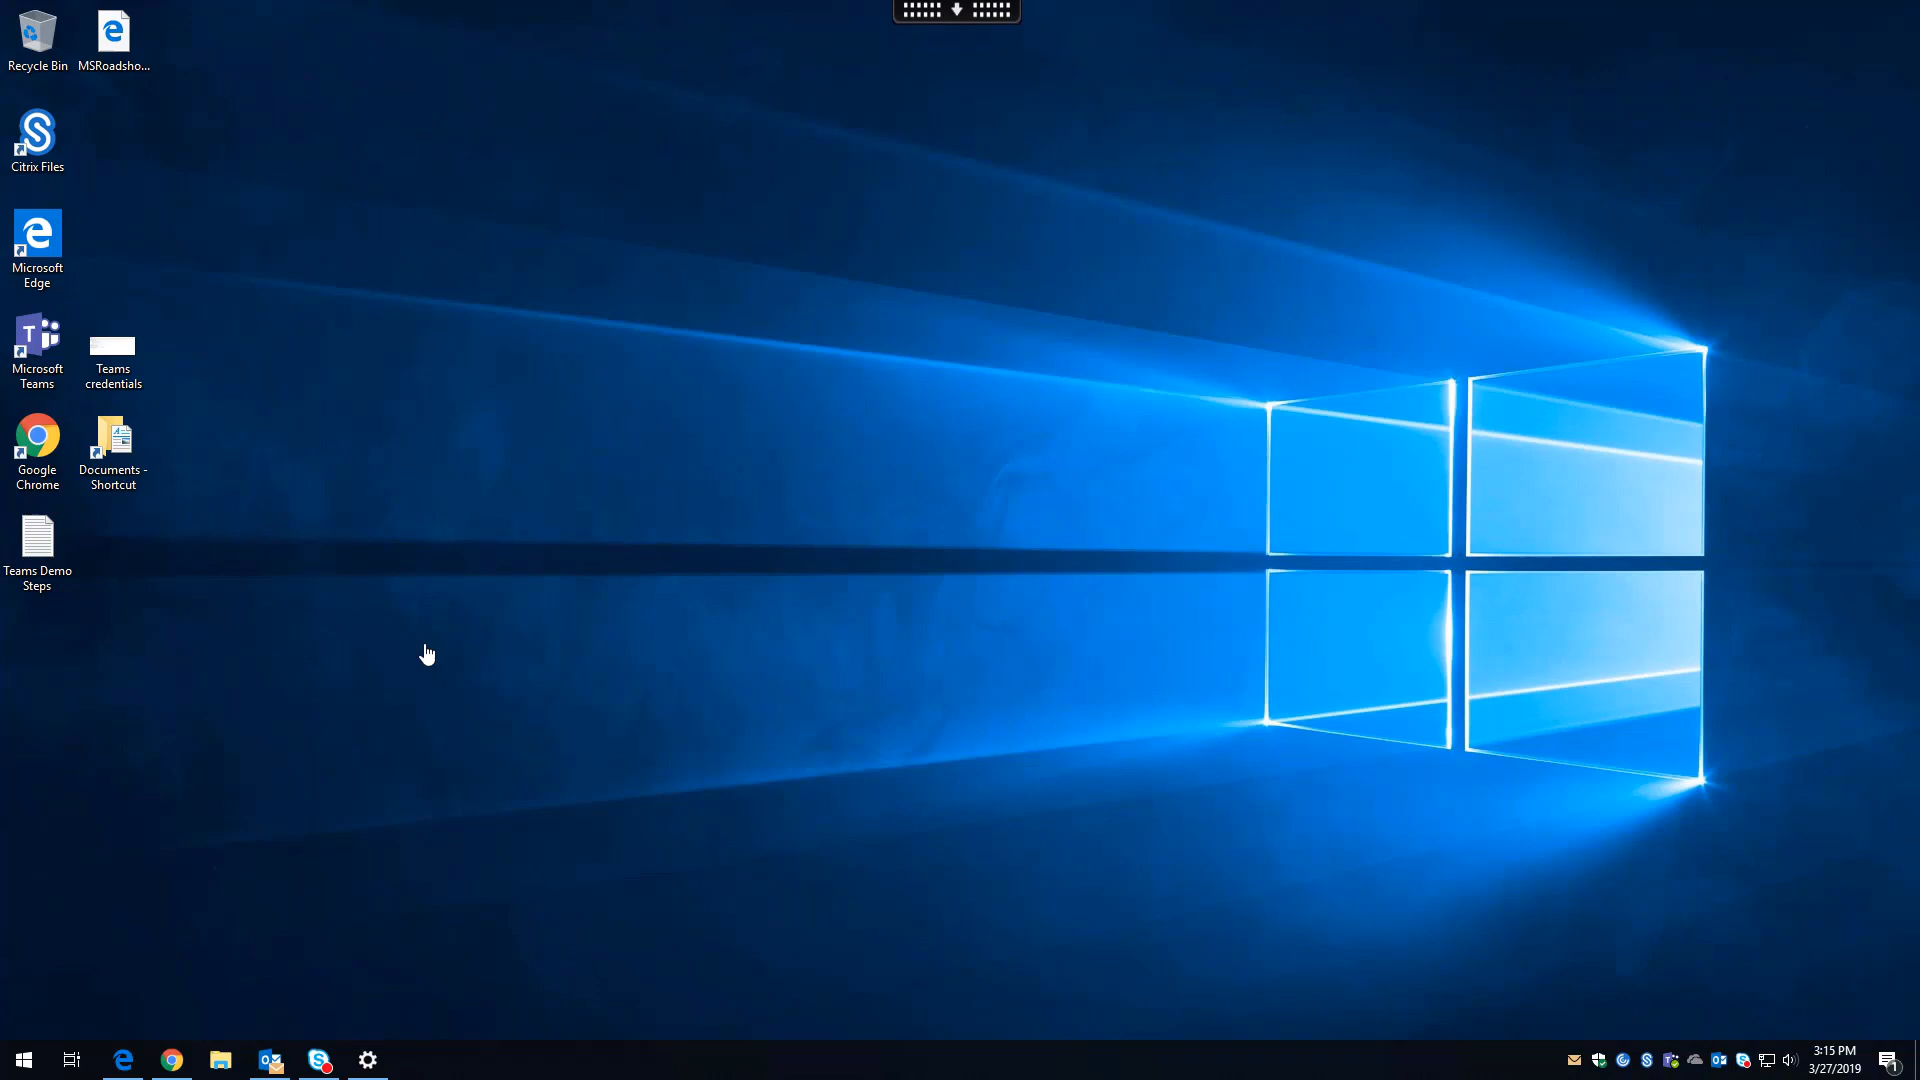 Recycle Bin
MSRoadsho...
Citrix Files
Microsoft
Edge
Microsoft
Teams
Teams
credentials
Google
Chrome
Documents -
Shortcut
Teams Demo
Steps
3:15 PM
3/27/2019
1